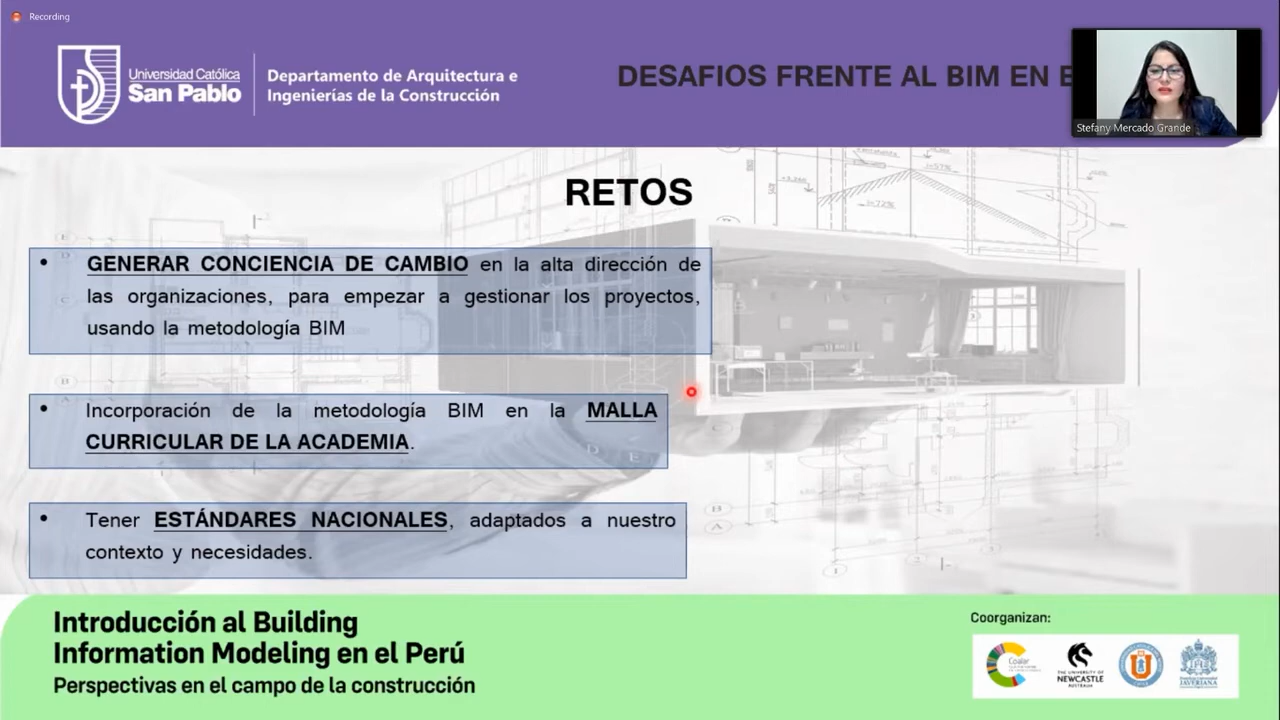 Recording
Universidad Católica
San Pablo
Departamento de Arquitectura e
Ingenierías de la Construcción
DESAFIOS FRENTE AL BIM EN E
Stefany Mercado Grande
RETOS
• GENERAR CONCIENCIA DE CAMBIO en la alta dirección de
las organizaciones, para empezar a gestionar los proyectos,
usando la metodología BIM
• Incorporación de la metodología BIM en la MALLA
CURRICULAR DE LA ACADEMIA.
• Tener ESTÁNDARES NACIONALES, adaptados a nuestro
contexto y necesidades.
Introducción al Building
Information Modeling en el Perú
Perspectivas en el campo de la construcción
Coorganizan:
Coalar
THE UNIVERSITY OF
NEWCASTLE
AUSTRALIA
JAVERIANA